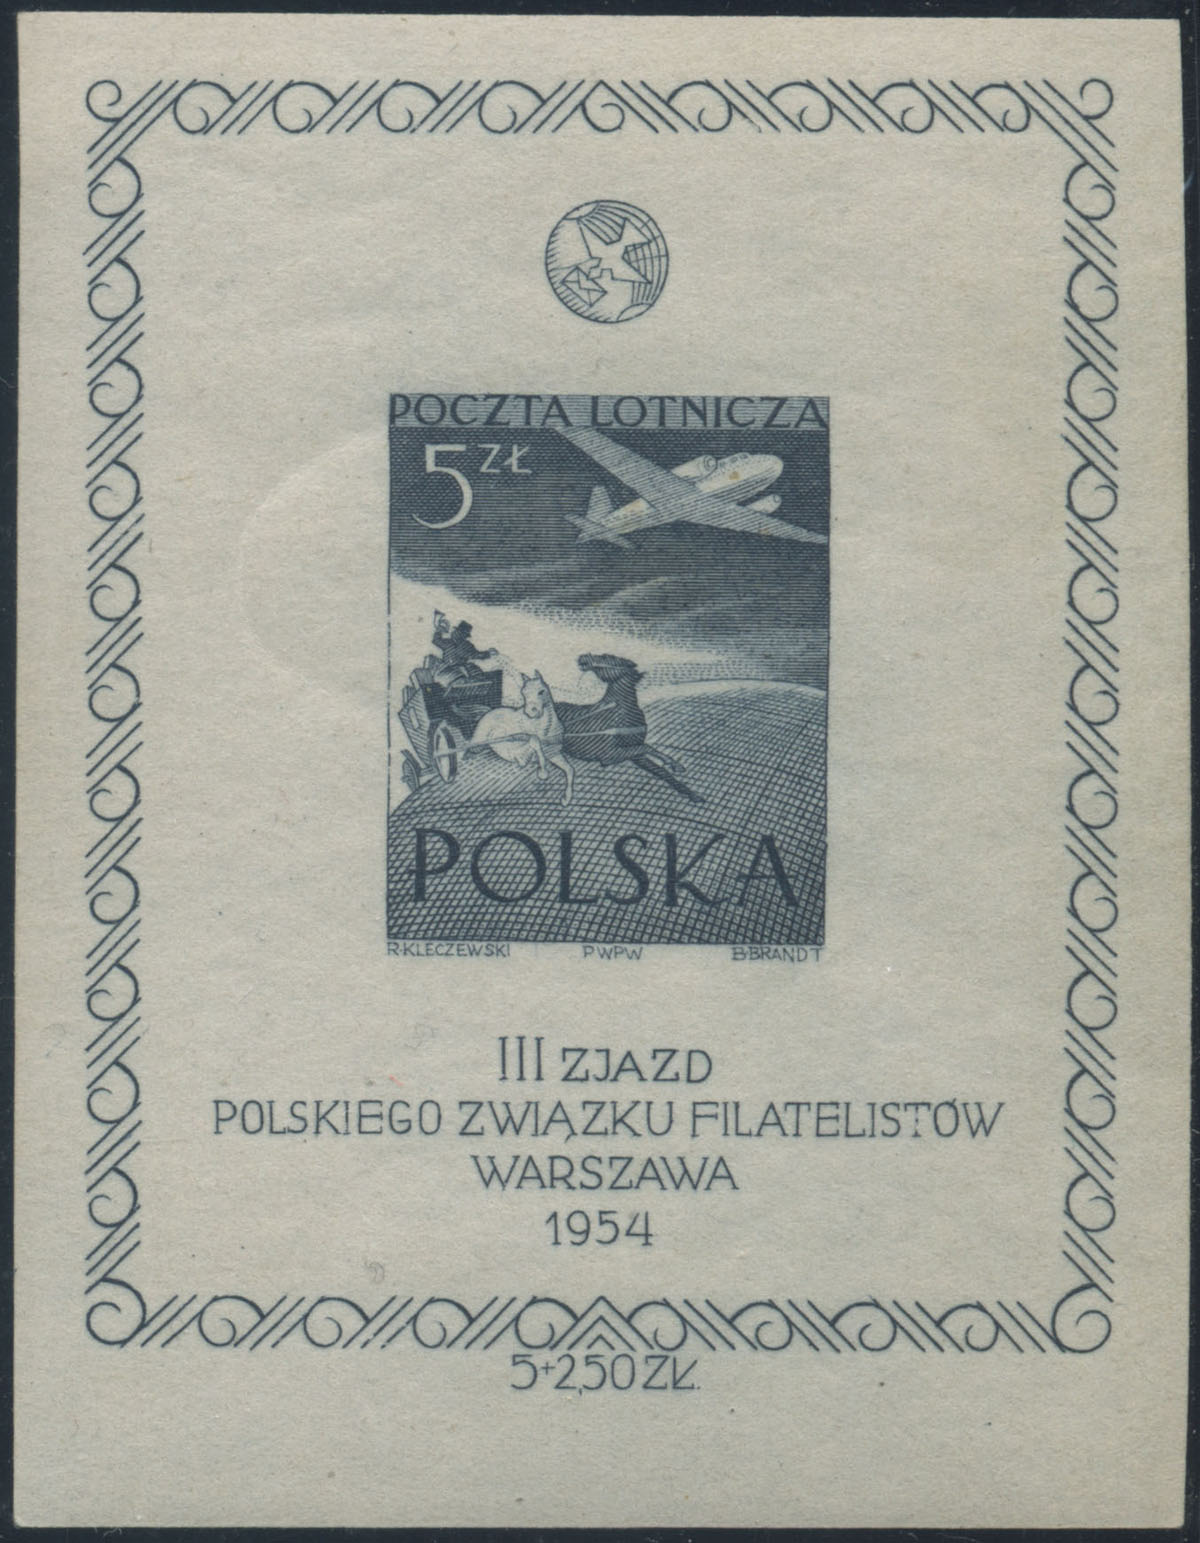 POCZTA LOTNICZA
5 ZŁ
POLSKA
R·KLECZEWSKI PWPW B·BRANDT
III ZJAZD
POLSKIEGO ZWIĄZKU FILATELISTÓW
WARSZAWA
1954
5+2,50 ZŁ.